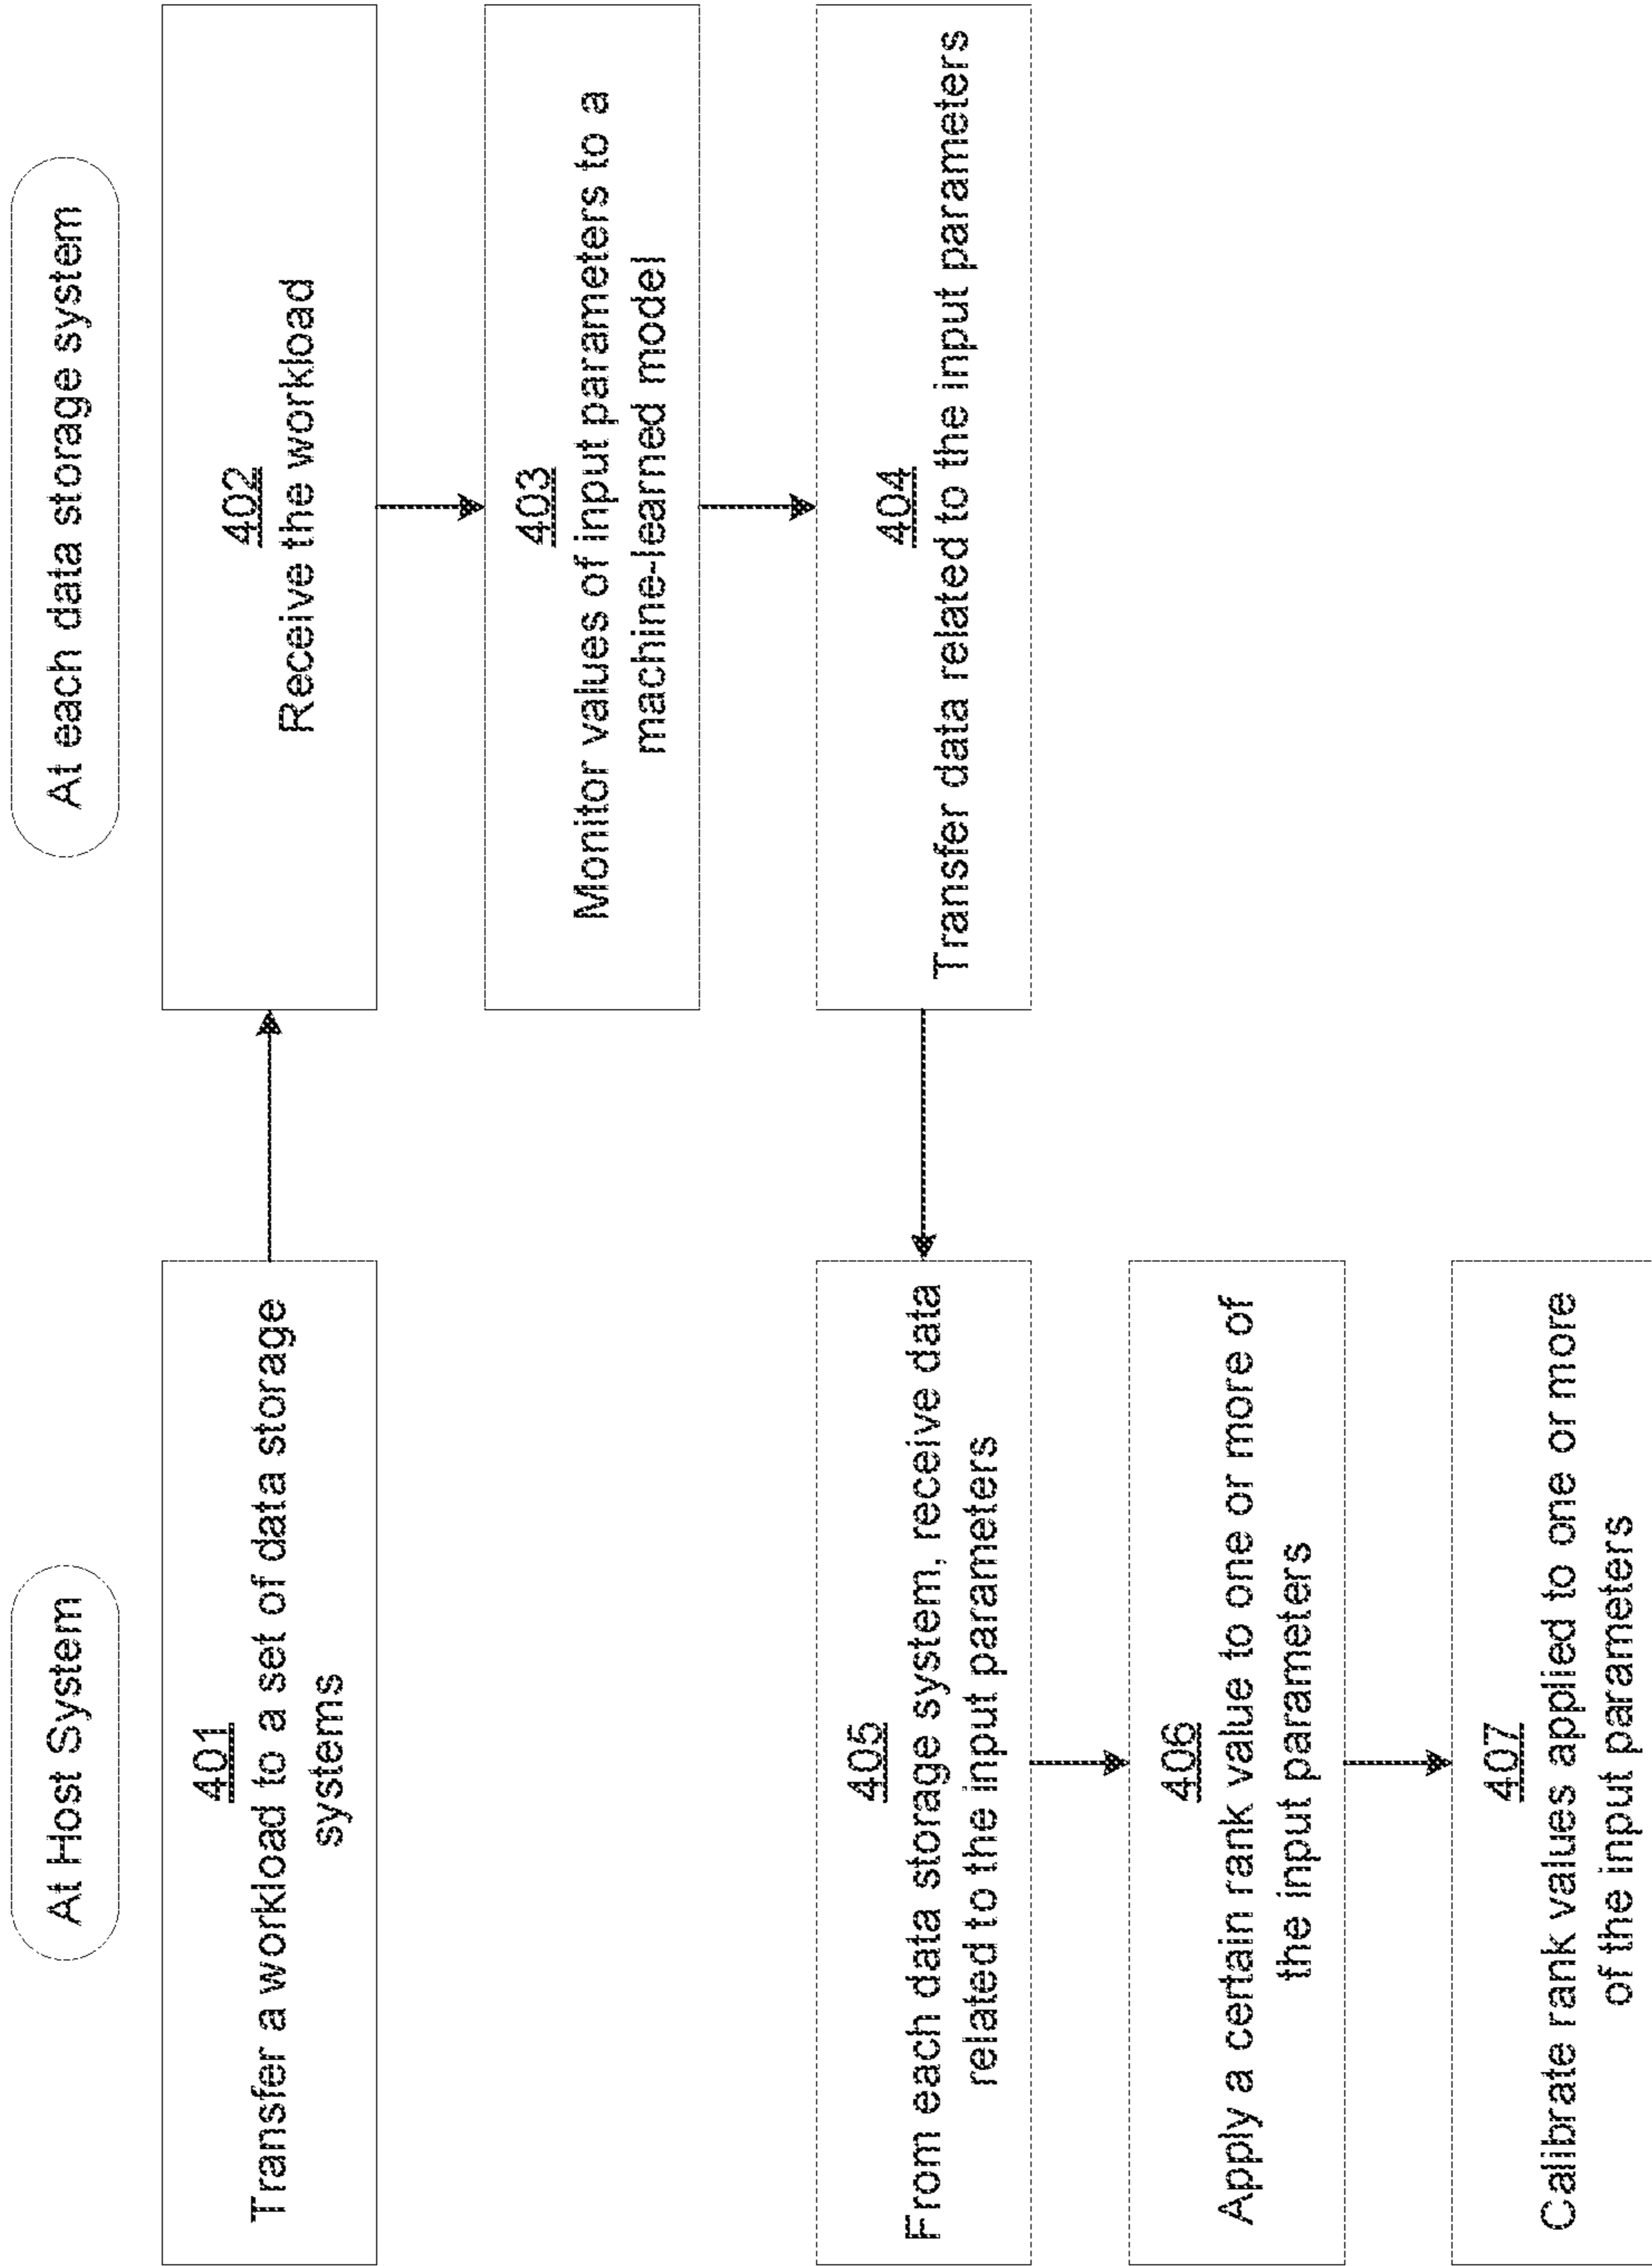 At Host System
At each data storage system
401
Transfer a workload to a set of data storage
systems
402
Receive the workload
403
Monitor values of input parameters to a
machine-learned model
404
Transfer data related to the input parameters
405
From each data storage system, receive data
related to the input parameters
406
Apply a certain rank value to one or more of
the input parameters
407
Calibrate rank values applied to one or more
of the input parameters